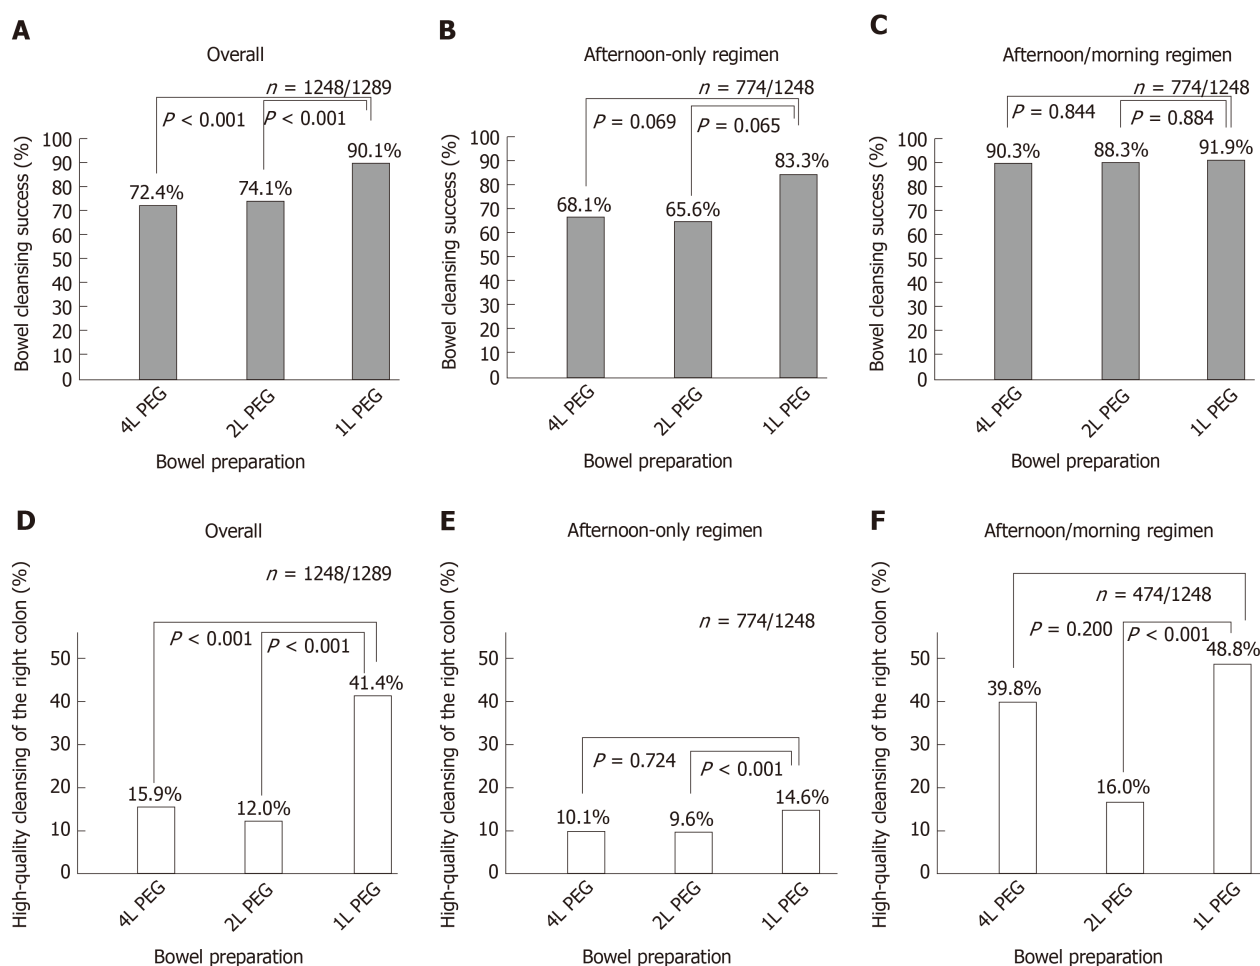 A
Overall
n = 1248/1289
P < 0.001
P < 0.001
Bowel cleansing success (%)
100
90
80
70
60
50
40
30
20
10
0
72.4%
74.1%
90.1%
4L PEG
2L PEG
1L PEG
Bowel preparation
B
Afternoon-only regimen
n = 774/1248
P = 0.069
P = 0.065
Bowel cleansing success (%)
100
90
80
70
60
50
40
30
20
10
0
68.1%
65.6%
83.3%
4L PEG
2L PEG
1L PEG
Bowel preparation
C
Afternoon/morning regimen
n = 774/1248
P = 0.844
P = 0.884
Bowel cleansing success (%)
100
90
80
70
60
50
40
30
20
10
0
90.3%
88.3%
91.9%
4L PEG
2L PEG
1L PEG
Bowel preparation
D
Overall
n = 1248/1289
P < 0.001
P < 0.001
High-quality cleansing of the right colon (%)
50
40
30
20
10
0
15.9%
12.0%
41.4%
4L PEG
2L PEG
1L PEG
Bowel preparation
E
Afternoon-only regimen
n = 774/1248
P = 0.724
P < 0.001
High-quality cleansing of the right colon (%)
50
40
30
20
10
0
10.1%
9.6%
14.6%
4L PEG
2L PEG
1L PEG
Bowel preparation
F
Afternoon/morning regimen
n = 474/1248
P = 0.200
P < 0.001
High-quality cleansing of the right colon (%)
50
40
30
20
10
0
39.8%
16.0%
48.8%
4L PEG
2L PEG
1L PEG
Bowel preparation